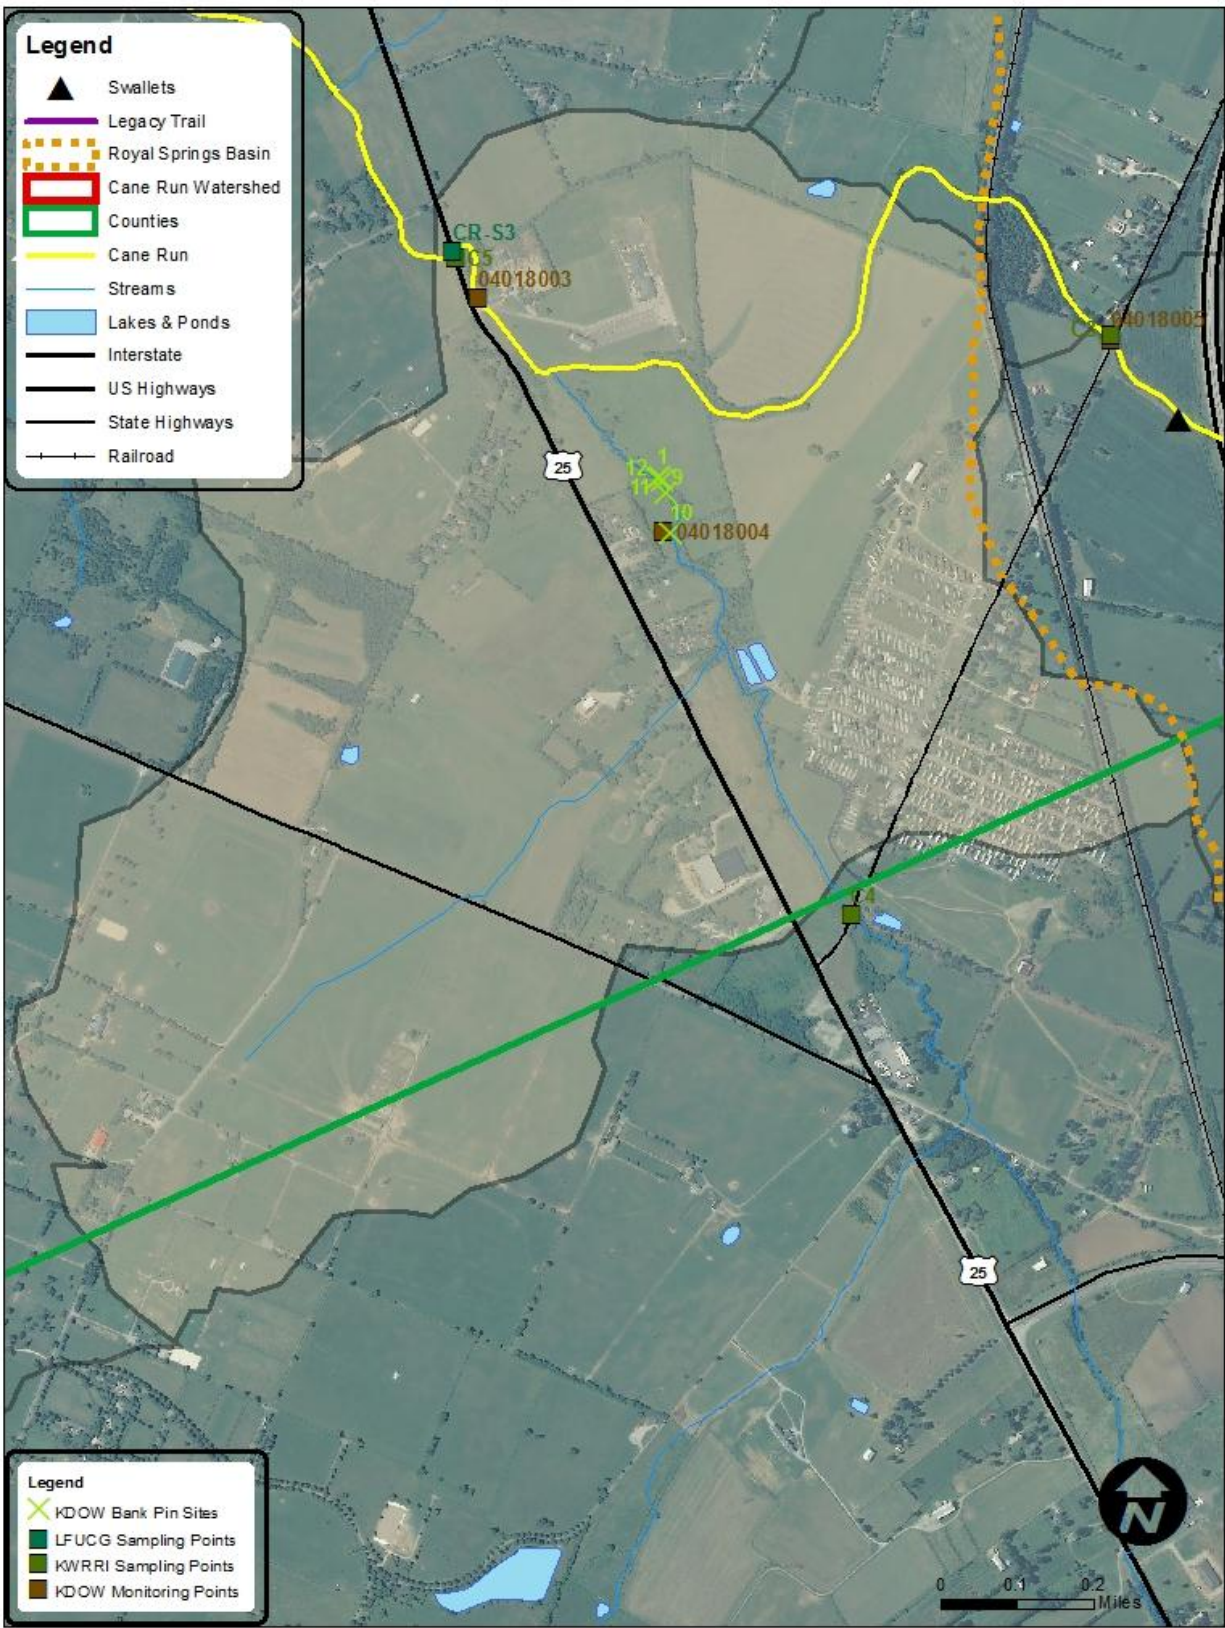 Legend
Swallets
Legacy Trail
Royal Springs Basin
Cane Run Watershed
Counties
Cane Run
Streams
Lakes & Ponds
Interstate
US Highways
State Highways
Railroad
CR-S3
C5
04018003
04018005
25
1
12
9
11
10
04018004
25
Legend
KDOW Bank Pin Sites
LFUCG Sampling Points
KWRRI Sampling Points
KDOW Monitoring Points
N
0 0.1 0.2
Miles